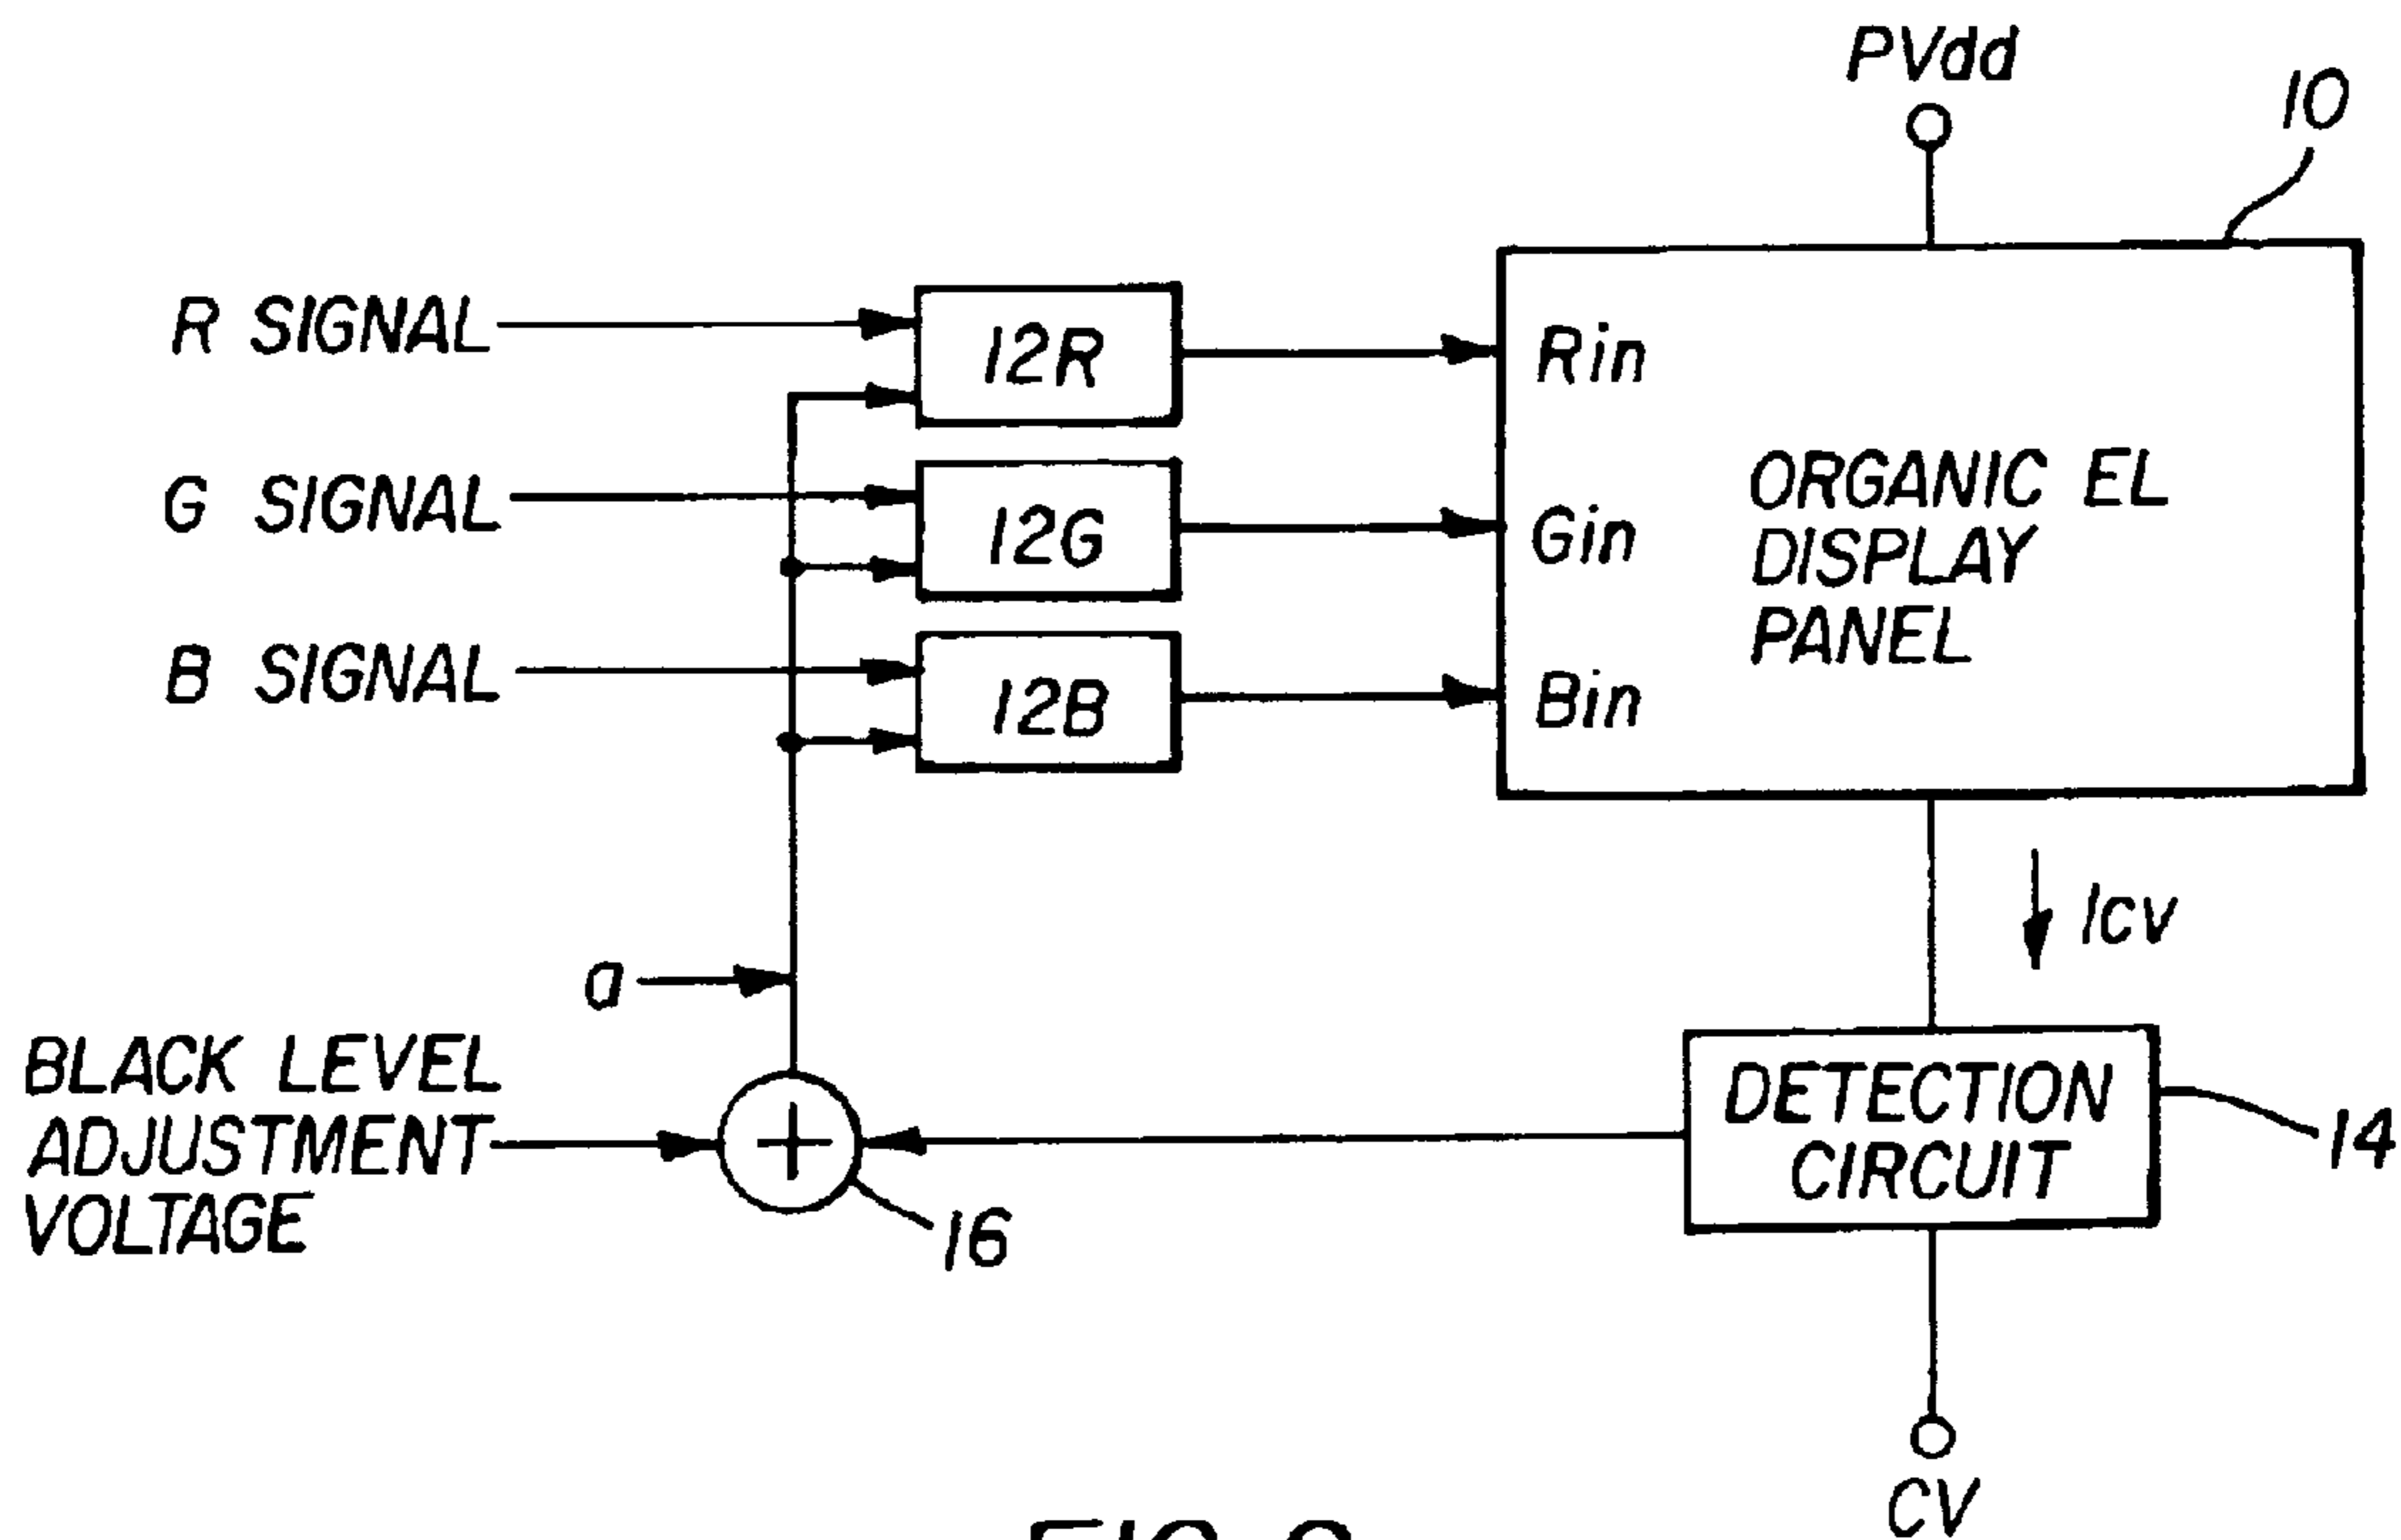 PVdd
10
R SIGNAL
12R
Rin
G SIGNAL
12G
Gin
ORGANIC EL
DISPLAY
PANEL
B SIGNAL
12B
Bin
Icv
a
BLACK LEVEL
ADJUSTMENT
VOLTAGE
16
DETECTION
CIRCUIT
14
CV